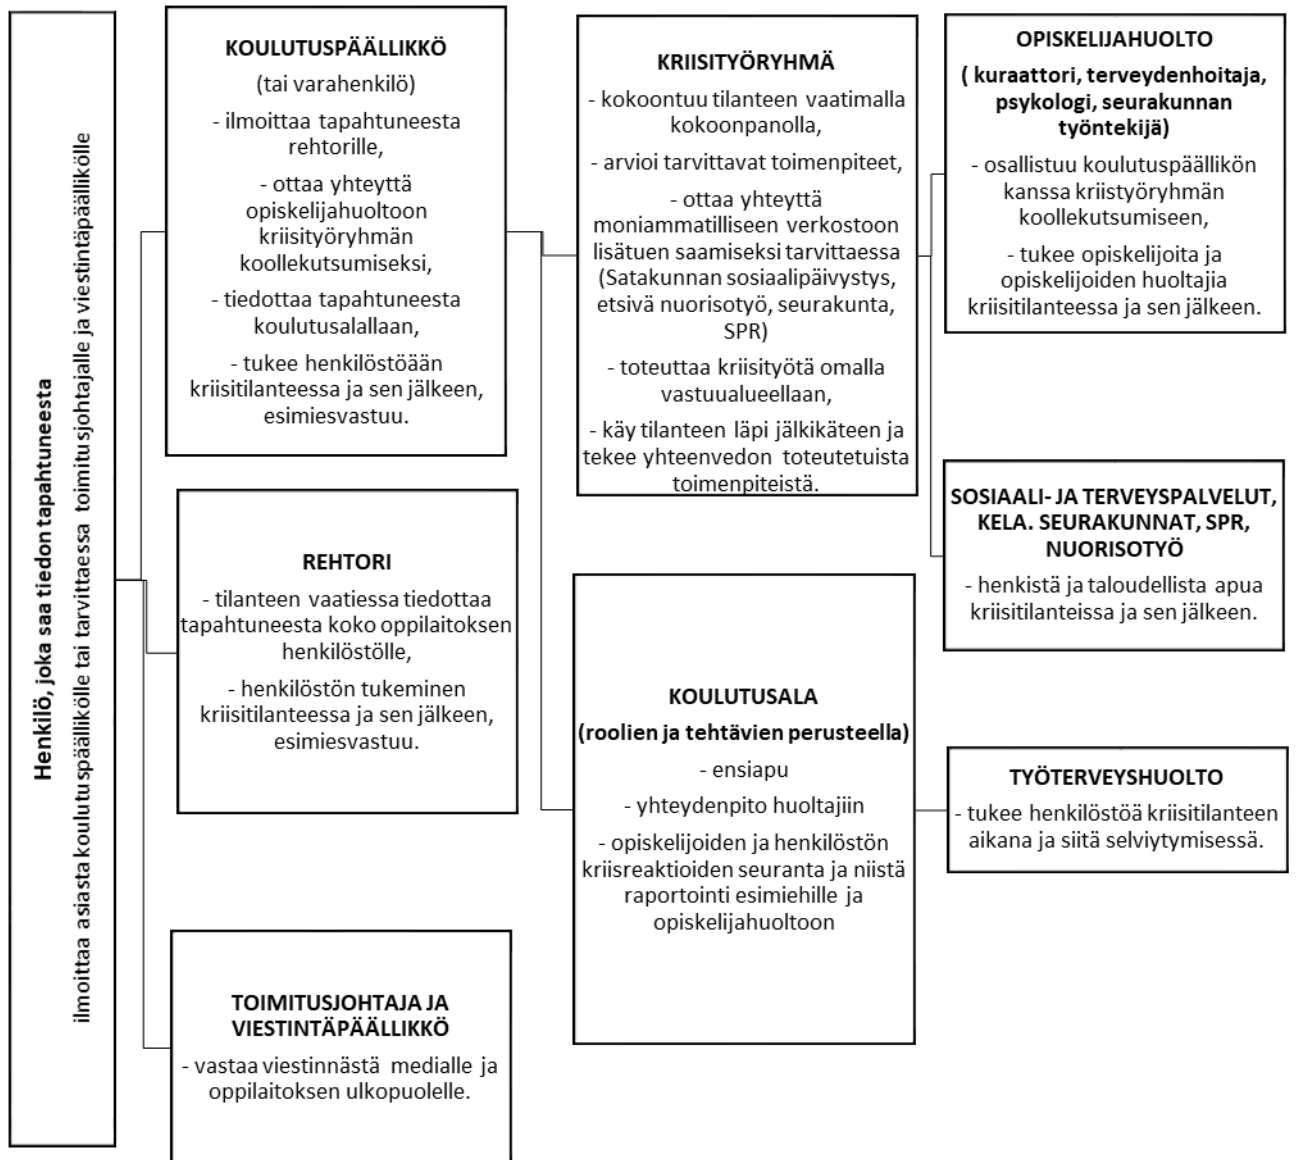 Henkilö, joka saa tiedon tapahtuneesta
ilmoittaa asiasta koulutuspäällikölle tai tarvittaessa toimitusjohtajalle ja viestintäpäällikölle
KOULUTUSPÄÄLLIKKÖ
(tai varahenkilö)
- ilmoittaa tapahtuneesta
rehtorille,
- ottaa yhteyttä
opiskelijahuoltoon
kriisityöryhmän
koollekutsumiseksi,
- tiedottaa tapahtuneesta
koulutusalallaan,
- tukee henkilöstöään
kriisitilanteessa ja sen jälkeen,
esimiesvastuu.
REHTORI
- tilanteen vaatiessa tiedottaa
tapahtuneesta koko oppilaitoksen
henkilöstölle,
- henkilöstön tukeminen
kriisitilanteessa ja sen jälkeen,
esimiesvastuu.
TOIMITUSJOHTAJA JA
VIESTINTÄPÄÄLLIKKÖ
- vastaa viestinnästä medialle ja
oppilaitoksen ulkopuolelle.
KRIISITYÖRYHMÄ
- kokoontuu tilanteen vaatimalla
kokoonpanolla,
- arvioi tarvittavat toimenpiteet,
- ottaa yhteyttä
moniammatilliseen verkostoon
lisätuen saamiseksi tarvittaessa
(Satakunnan sosiaalipäivystys,
etsivä nuorisotyö, seurakunta,
SPR)
- toteuttaa kriisityötä omalla
vastuualueellaan,
- käy tilanteen läpi jälkikäteen ja
tekee yhteenvedon toteutetuista
toimenpiteistä.
KOULUTUSALA
(roolien ja tehtävien perusteella)
- ensiapu
- yhteydenpito huoltajiin
- opiskelijoiden ja henkilöstön
kriisreaktioiden seuranta ja niistä
raportointi esimiehille ja
opiskelijahuoltoon
OPISKELIJAHUOLTO
( kuraattori, terveydenhoitaja,
psykologi, seurakunnan
työntekijä)
- osallistuu koulutuspäällikön
kanssa kriistyöryhmän
koollekutsumiseen,
- tukee opiskelijoita ja
opiskelijoiden huoltajia
kriisitilanteessa ja sen jälkeen.
SOSIAALI- JA TERVEYSPALVELUT,
KELA. SEURAKUNNAT, SPR,
NUORISOTYÖ
- henkistä ja taloudellista apua
kriisitilanteissa ja sen jälkeen.
TYÖTERVEYSHUOLTO
- tukee henkilöstöä kriisitilanteen
aikana ja siitä selviytymisessä.